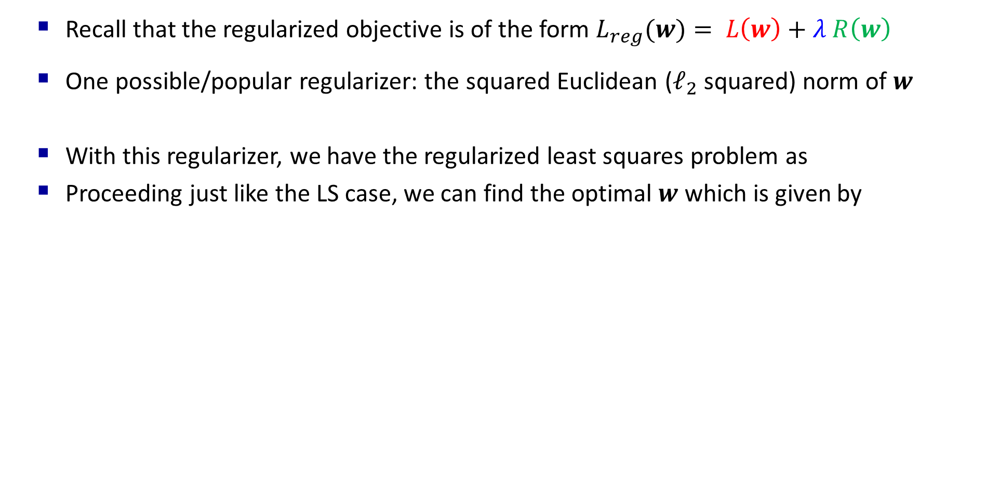 ▪ Recall that the regularized objective is of the form $L_{reg}(\boldsymbol{w}) = L(\boldsymbol{w}) + \lambda R(\boldsymbol{w})$
▪ One possible/popular regularizer: the squared Euclidean ($\ell_2$ squared) norm of $\boldsymbol{w}$
▪ With this regularizer, we have the regularized least squares problem as
▪ Proceeding just like the LS case, we can find the optimal $\boldsymbol{w}$ which is given by